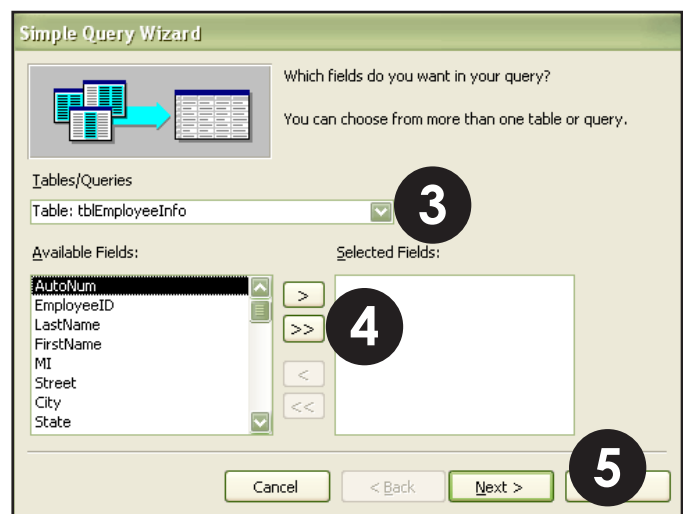 Simple Query Wizard
Which fields do you want in your query?
You can choose from more than one table or query.
Tables/Queries
Table: tblEmployeeInfo
3
Available Fields:
Selected Fields:
AutoNum
EmployeeID
LastName
FirstName
MI
Street
City
State
>
>>
4
<
<<
5
Cancel
< Back
Next >